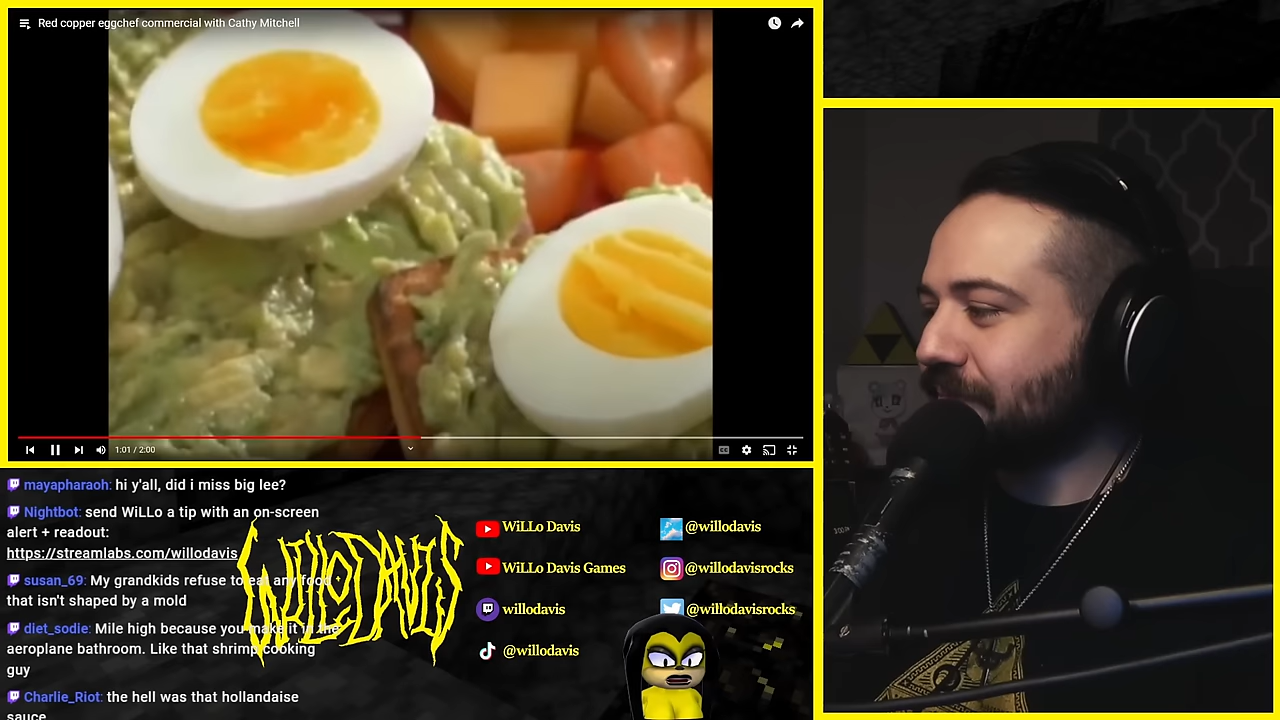 Red copper eggchef commercial with Cathy Mitchell
1:01 / 2:00
mayapharaoh: hi y'all, did i miss big lee?
Nightbot: send WiLLo a tip with an on-screen
alert + readout:
https://streamlabs.com/willodavis
susan_69: My grandkids refuse to eat any food
that isn't shaped by a mold
diet_sodie: Mile high because you make it in the
aeroplane bathroom. Like that shrimp cooking
guy
Charlie_Riot: the hell was that hollandaise
sauce
WILLO DAVIS
WiLLo Davis
WiLLo Davis Games
willodavis
@willodavis
@willodavis
@willodavisrocks
@willodavisrocks